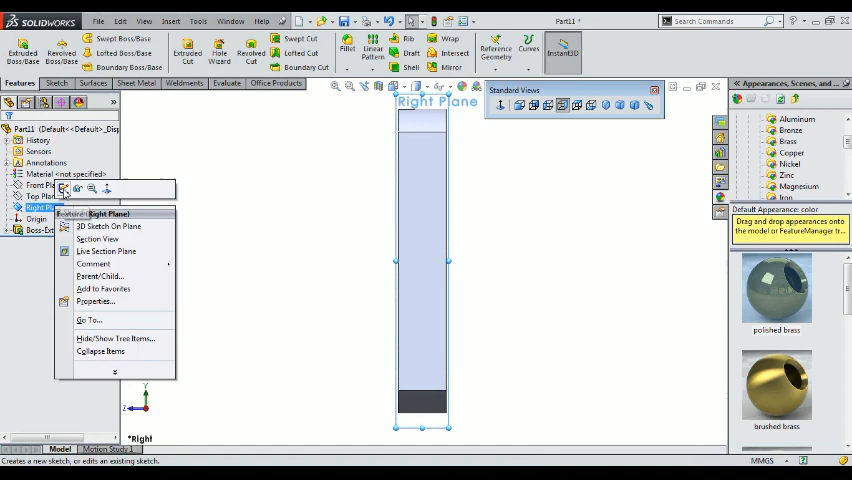 SOLIDWORKS
File Edit View Insert Tools Window Help
Part11 *
Search Commands
Extruded Boss/Base
Revolved Boss/Base
Swept Boss/Base
Lofted Boss/Base
Boundary Boss/Base
Extruded Cut
Hole Wizard
Revolved Cut
Swept Cut
Lofted Cut
Boundary Cut
Fillet
Linear Pattern
Rib
Draft
Shell
Wrap
Intersect
Mirror
Reference Geometry
Curves
Instant3D
Features Sketch Surfaces Sheet Metal Weldments Evaluate Office Products
Standard Views
Appearances, Scenes, and...
Right Plane
Part11 (Default<<Default>_Disp
History
Sensors
Annotations
Material <not specified>
Front Pla
Top Plan
Right Pla
Origin
Boss-Ext
Feature (Right Plane)
3D Sketch On Plane
Section View
Live Section Plane
Comment
Parent/Child...
Add to Favorites
Properties...
Go To...
Hide/Show Tree Items...
Collapse Items
Aluminum
Bronze
Brass
Copper
Nickel
Zinc
Magnesium
Iron
Default Appearance: color
Drag and drop appearances onto
the model or FeatureManager tr...
polished brass
brushed brass
Y
Z
*Right
Model Motion Study 1
Creates a new sketch, or edits an existing sketch.
MMGS